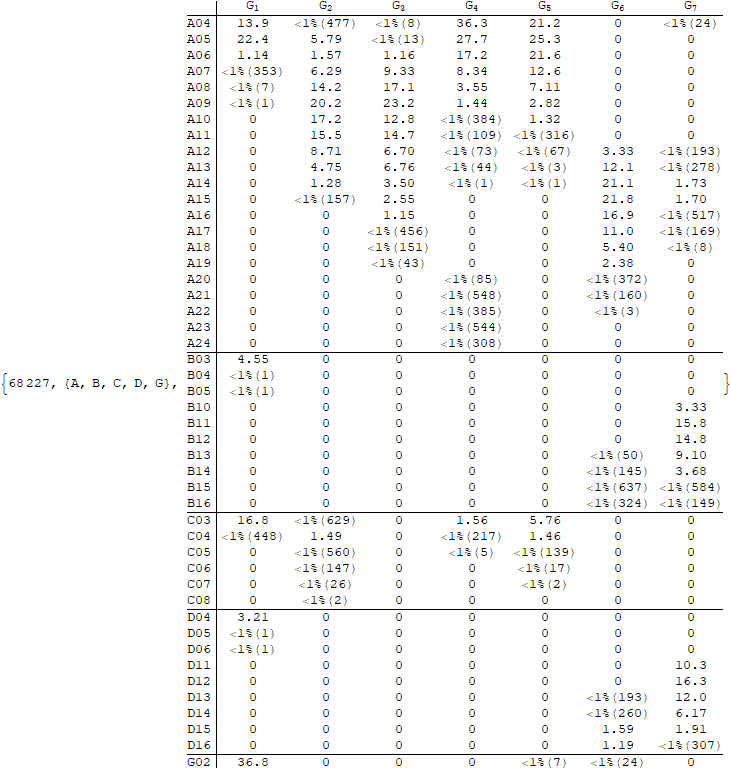 G1 G2 G3 G4 G5 G6 G7
A04 13.9 <1%(477) <1%(8) 36.3 21.2 0 <1%(24)
A05 22.4 5.79 <1%(13) 27.7 25.3 0 0
A06 1.14 1.57 1.16 17.2 21.6 0 0
A07 <1%(353) 6.29 9.33 8.34 12.6 0 0
A08 <1%(7) 14.2 17.1 3.55 7.11 0 0
A09 <1%(1) 20.2 23.2 1.44 2.82 0 0
A10 0 17.2 12.8 <1%(384) 1.32 0 0
A11 0 15.5 14.7 <1%(109) <1%(316) 0 0
A12 0 8.71 6.70 <1%(73) <1%(67) 3.33 <1%(193)
A13 0 4.75 6.76 <1%(44) <1%(3) 12.1 <1%(278)
A14 0 1.28 3.50 <1%(1) <1%(1) 21.1 1.73
A15 0 <1%(157) 2.55 0 0 21.8 1.70
A16 0 0 1.15 0 0 16.9 <1%(517)
A17 0 0 <1%(456) 0 0 11.0 <1%(169)
A18 0 0 <1%(151) 0 0 5.40 <1%(8)
A19 0 0 <1%(43) 0 0 2.38 0
A20 0 0 0 <1%(85) 0 <1%(372) 0
A21 0 0 0 <1%(548) 0 <1%(160) 0
A22 0 0 0 <1%(385) 0 <1%(3) 0
A23 0 0 0 <1%(544) 0 0 0
A24 0 0 0 <1%(308) 0 0 0
B03 4.55 0 0 0 0 0 0
{68227, {A, B, C, D, G}, B04 <1%(1) 0 0 0 0 0 0 }
B05 <1%(1) 0 0 0 0 0 0
B10 0 0 0 0 0 0 3.33
B11 0 0 0 0 0 0 15.8
B12 0 0 0 0 0 0 14.8
B13 0 0 0 0 0 <1%(50) 9.10
B14 0 0 0 0 0 <1%(145) 3.68
B15 0 0 0 0 0 <1%(637) <1%(584)
B16 0 0 0 0 0 <1%(324) <1%(149)
C03 16.8 <1%(629) 0 1.56 5.76 0 0
C04 <1%(448) 1.49 0 <1%(217) 1.46 0 0
C05 0 <1%(560) 0 <1%(5) <1%(139) 0 0
C06 0 <1%(147) 0 0 <1%(17) 0 0
C07 0 <1%(26) 0 0 <1%(2) 0 0
C08 0 <1%(2) 0 0 0 0 0
D04 3.21 0 0 0 0 0 0
D05 <1%(1) 0 0 0 0 0 0
D06 <1%(1) 0 0 0 0 0 0
D11 0 0 0 0 0 0 10.3
D12 0 0 0 0 0 0 16.3
D13 0 0 0 0 0 <1%(193) 12.0
D14 0 0 0 0 0 <1%(260) 6.17
D15 0 0 0 0 0 1.59 1.91
D16 0 0 0 0 0 1.19 <1%(307)
G02 36.8 0 0 0 <1%(7) <1%(24) 0